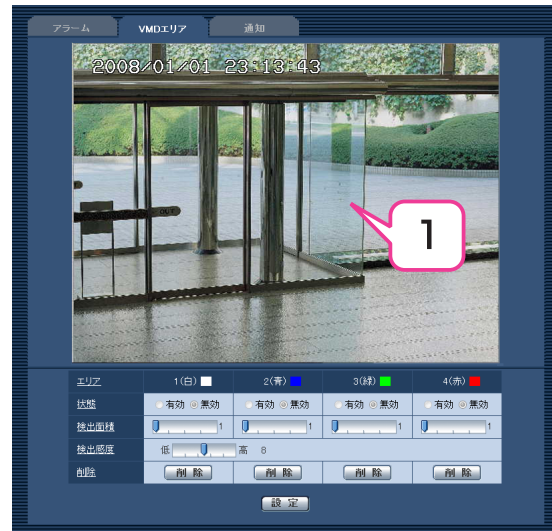 アラーム VMDエリア 通知
2008/01/01 23:13:43
OUT
1
エリア 1(白) 2(青) 3(緑) 4(赤)
状態 有効 無効 有効 無効 有効 無効 有効 無効
検出面積 1 1 1 1
検出感度 低 高 8
削除 削除 削除 削除 削除
設定